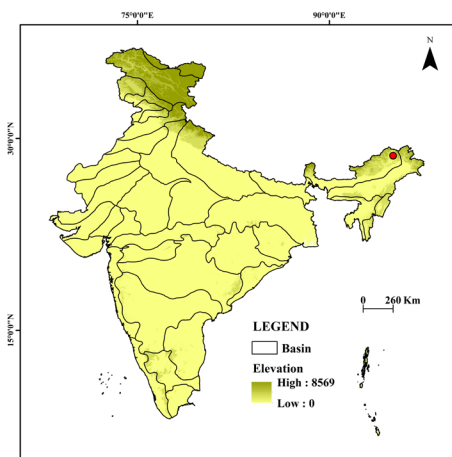 75°0'0"E
90°0'0"E
N
30°0'0"N
15°0'0"N
0 260 Km
LEGEND
Basin
Elevation
High : 8569
Low : 0